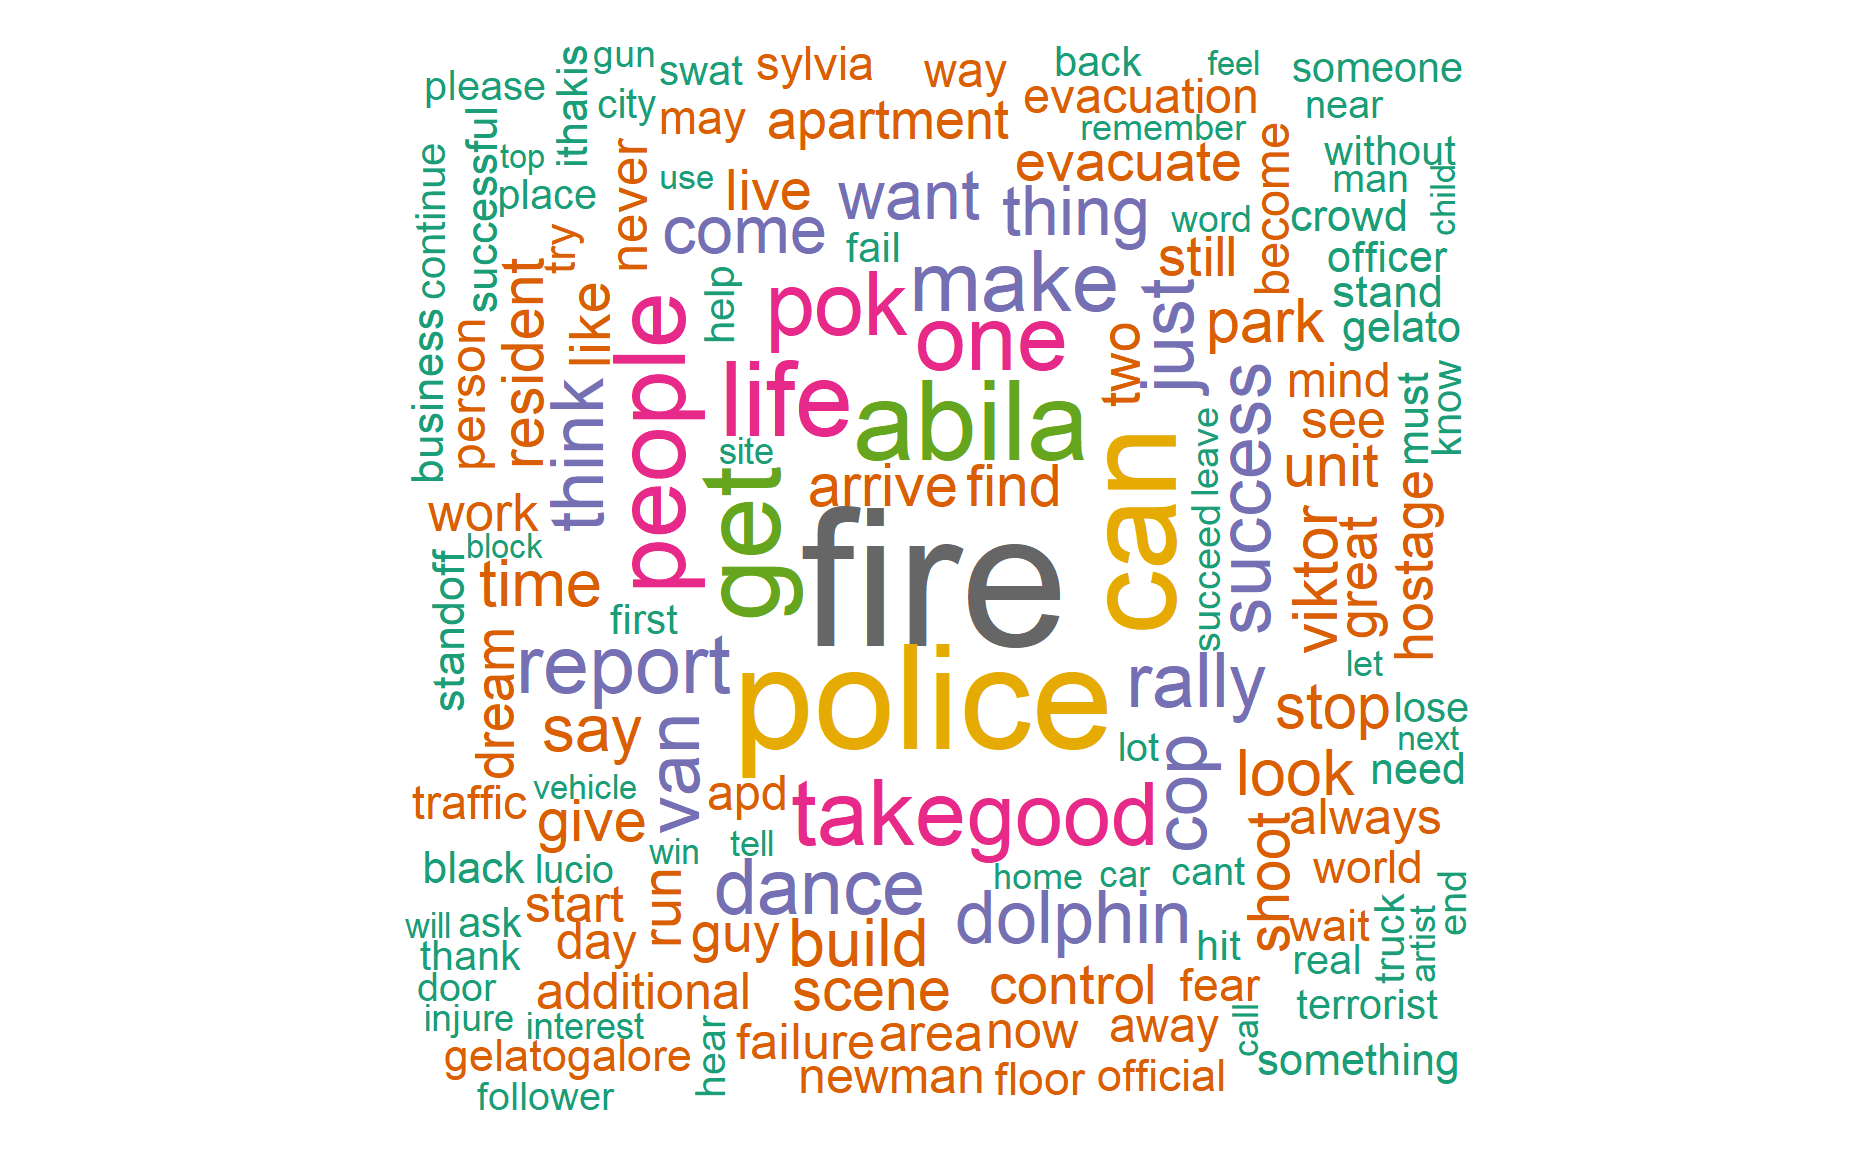 gun
swat
sylvia
way
back
feel
someone
please
ithakis
city
may
apartment
evacuation
near
remember
successful
top
never
use
live
want
thing
evacuate
become
without
man
child
continue
place
come
word
crowd
try
fail
still
officer
resident
like
help
pok
make
just
stand
business
person
people
one
two
park
gelato
think
life
abila
can
success
mind
must
know
see
site
get
leave
unit
work
arrive
find
viktor
great
hostage
block
fire
succeed
standoff
time
first
let
dream
report
police
rally
stop
lose
say
van
lot
cop
next
look
need
traffic
vehicle
give
apd
take
good
shoot
always
win
tell
black
lucio
run
dance
home
car
cant
world
end
start
dolphin
truck
artist
will
ask
day
guy
build
hit
wait
thank
real
door
additional
scene
control
fear
terrorist
injure
interest
hear
failure
area
now
away
call
gelatogalore
something
newman
floor
official
follower